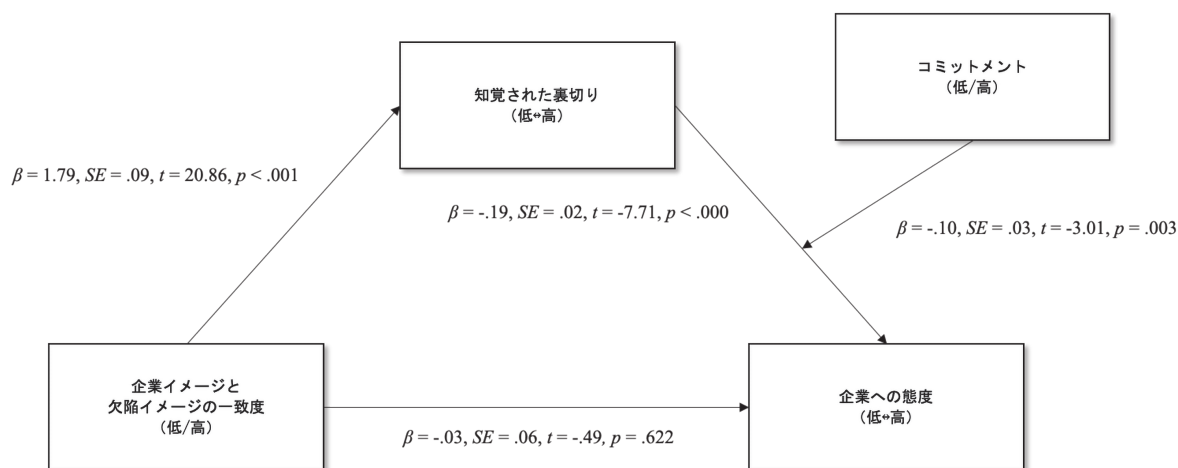 コミットメント
(低/高)
知覚された裏切り
(低↔高)
β = 1.79, SE = .09, t = 20.86, p < .001
β = -.19, SE = .02, t = -7.71, p < .000
β = -.10, SE = .03, t = -3.01, p = .003
企業イメージと
欠陥イメージの一致度
(低/高)
企業への態度
(低↔高)
β = -.03, SE = .06, t = -.49, p = .622